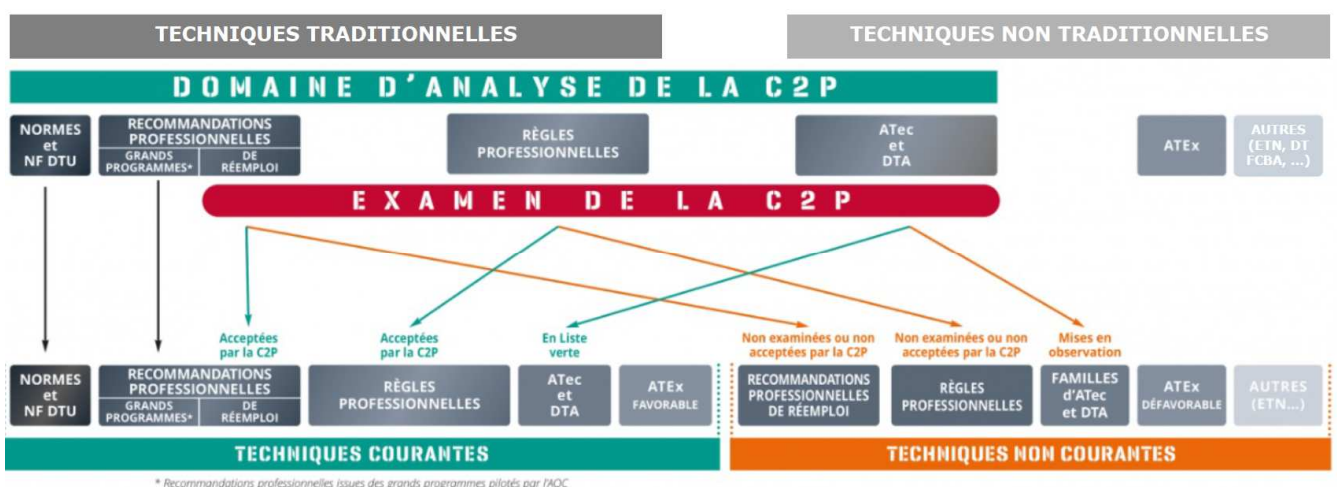 TECHNIQUES TRADITIONNELLES
TECHNIQUES NON TRADITIONNELLES
DOMAINE D'ANALYSE DE LA C2P
NORMES
et
NF DTU
RECOMMANDATIONS
PROFESSIONNELLES
GRANDS
PROGRAMMES*
DE
RÉEMPLOI
RÈGLES
PROFESSIONNELLES
ATec
et
DTA
ATEx
AUTRES
(ETN, DT
FCBA, ...)
EXAMEN DE LA C2P
Acceptées
par la C2P
Acceptées
par la C2P
En Liste
verte
Non examinées ou non
acceptées par la C2P
Non examinées ou non
acceptées par la C2P
Mises en
observation
NORMES
et
NF DTU
RECOMMANDATIONS
PROFESSIONNELLES
GRANDS
PROGRAMMES*
DE
RÉEMPLOI
RÈGLES
PROFESSIONNELLES
ATec
et
DTA
ATEx
FAVORABLE
RECOMMANDATIONS
PROFESSIONNELLES
DE RÉEMPLOI
RÈGLES
PROFESSIONNELLES
FAMILLES
d'ATec
et DTA
ATEx
DÉFAVORABLE
AUTRES
(ETN...)
TECHNIQUES COURANTES
TECHNIQUES NON COURANTES
* Recommandations professionnelles issues des grands programmes pilotés par l'AQC